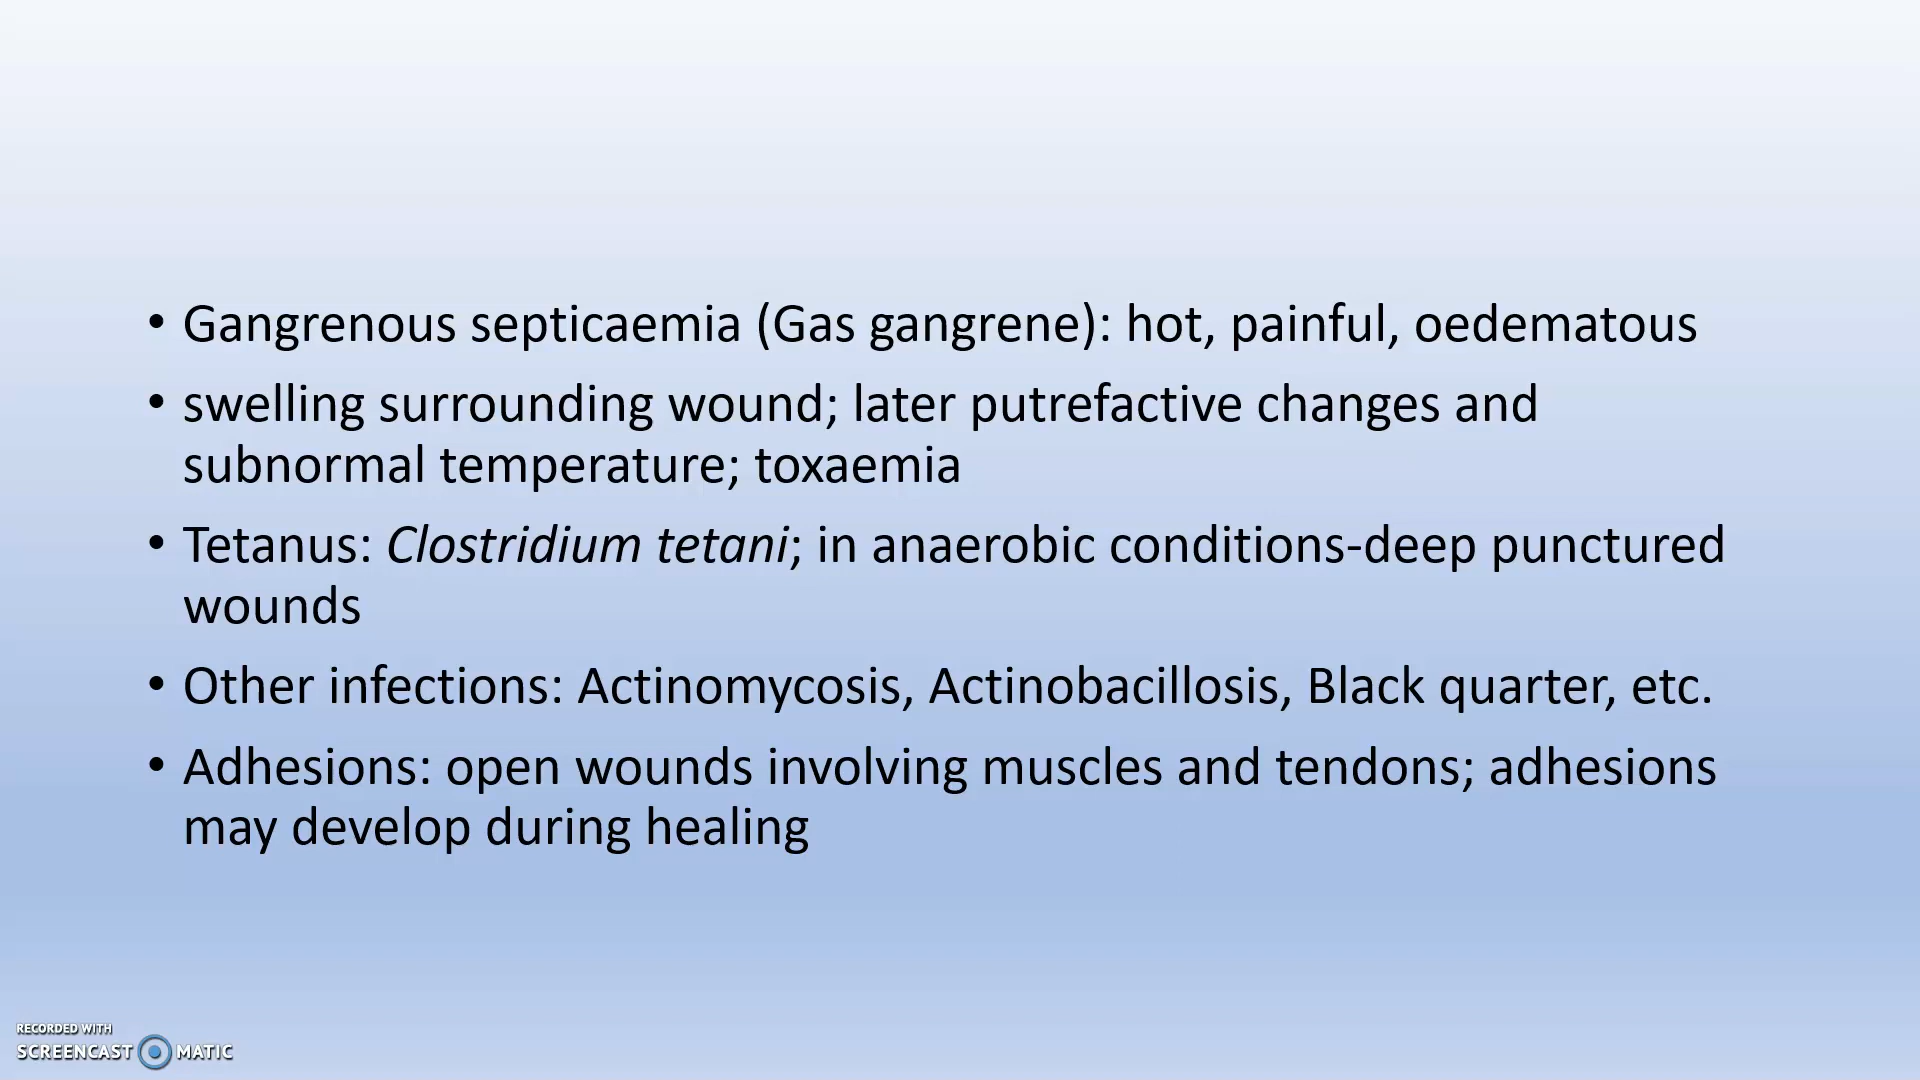 • Gangrenous septicaemia (Gas gangrene): hot, painful, oedematous
• swelling surrounding wound; later putrefactive changes and
subnormal temperature; toxaemia
• Tetanus: Clostridium tetani; in anaerobic conditions-deep punctured
wounds
• Other infections: Actinomycosis, Actinobacillosis, Black quarter, etc.
• Adhesions: open wounds involving muscles and tendons; adhesions
may develop during healing
RECORDED WITH
SCREENCAST MATIC